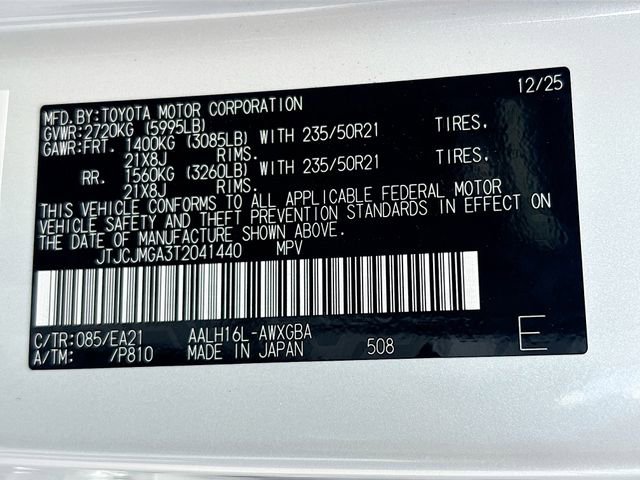 12/25
MFD.BY:TOYOTA MOTOR CORPORATION
GVWR:2720KG (5995LB)
GAWR:FRT. 1400KG (3085LB) WITH 235/50R21 TIRES.
21X8J RIMS.
RR. 1560KG (3260LB) WITH 235/50R21 TIRES.
21X8J RIMS.
THIS VEHICLE CONFORMS TO ALL APPLICABLE FEDERAL MOTOR
VEHICLE SAFETY AND THEFT PREVENTION STANDARDS IN EFFECT ON
THE DATE OF MANUFACTURE SHOWN ABOVE.
JTJCJMGA3T2041440 MPV
C/TR:085/EA21 AALH16L-AWXGBA
A/TM: /P810 MADE IN JAPAN 508 E